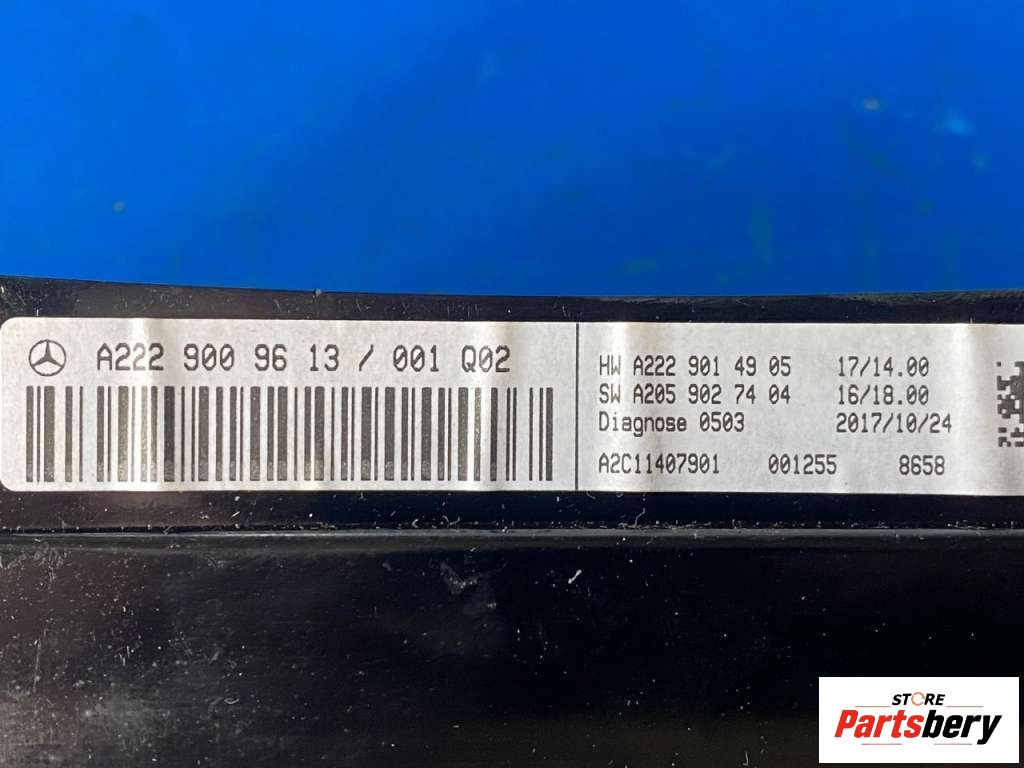 A222 900 96 13 / 001 Q02
HW A222 901 49 05 17/14.00
SW A205 902 74 04 16/18.00
Diagnose 0503 2017/10/24
A2C11407901 001255 8658
STORE
Partsbery